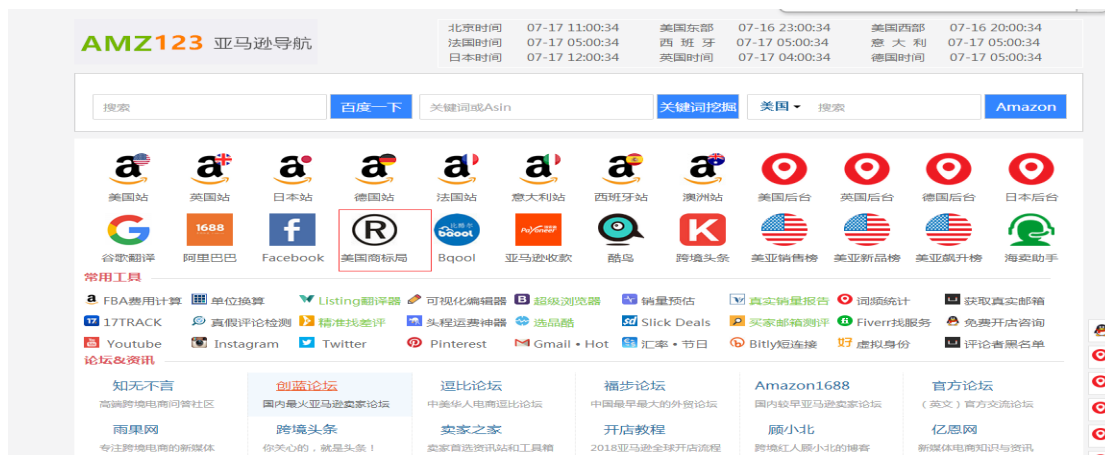 AMZ123 亚马逊导航
北京时间 07-17 11:00:34 美国东部 07-16 23:00:34 美国西部 07-16 20:00:34
法国时间 07-17 05:00:34 西 班 牙 07-17 05:00:34 意 大 利 07-17 05:00:34
日本时间 07-17 12:00:34 英国时间 07-17 04:00:34 德国时间 07-17 05:00:34
搜索 百度一下 关键词或Asin 关键词挖掘 美国 搜索 Amazon
美国站 英国站 日本站 德国站 法国站 意大利站 西班牙站 澳洲站 美国后台 英国后台 德国后台 日本后台
谷歌翻译 阿里巴巴 Facebook 美国商标局 Bqool 亚马逊收款 酷鸟 跨境头条 美亚销售榜 美亚新品榜 美亚飙升榜 海卖助手
常用工具
FBA费用计算 单位换算 Listing翻译器 可视化编辑器 超级浏览器 销量预估 真实销量报告 词频统计 获取真实邮箱
17TRACK 真假评论检测 精准找差评 头程运费神器 选品酷 Slick Deals 买家邮箱测评 Fiverr找服务 免费开店咨询
Youtube Instagram Twitter Pinterest Gmail • Hot 汇率 • 节日 Bitly短连接 虚拟身份 评论者黑名单
论坛&资讯
知无不言 创蓝论坛 逗比论坛 福步论坛 Amazon1688 官方论坛
高端跨境电商问答社区 国内最火亚马逊卖家论坛 中美华人电商逗比论坛 中国最早最大的外贸论坛 国内较早亚马逊卖家论坛 （英文）官方交流论坛
雨果网 跨境头条 卖家之家 开店教程 顾小北 亿恩网
专注跨境电商的新媒体 你关心的，就是头条！ 卖家首选资讯站和工具箱 2018亚马逊全球开店流程 跨境红人顾小北的博客 新媒体电商知识与资讯